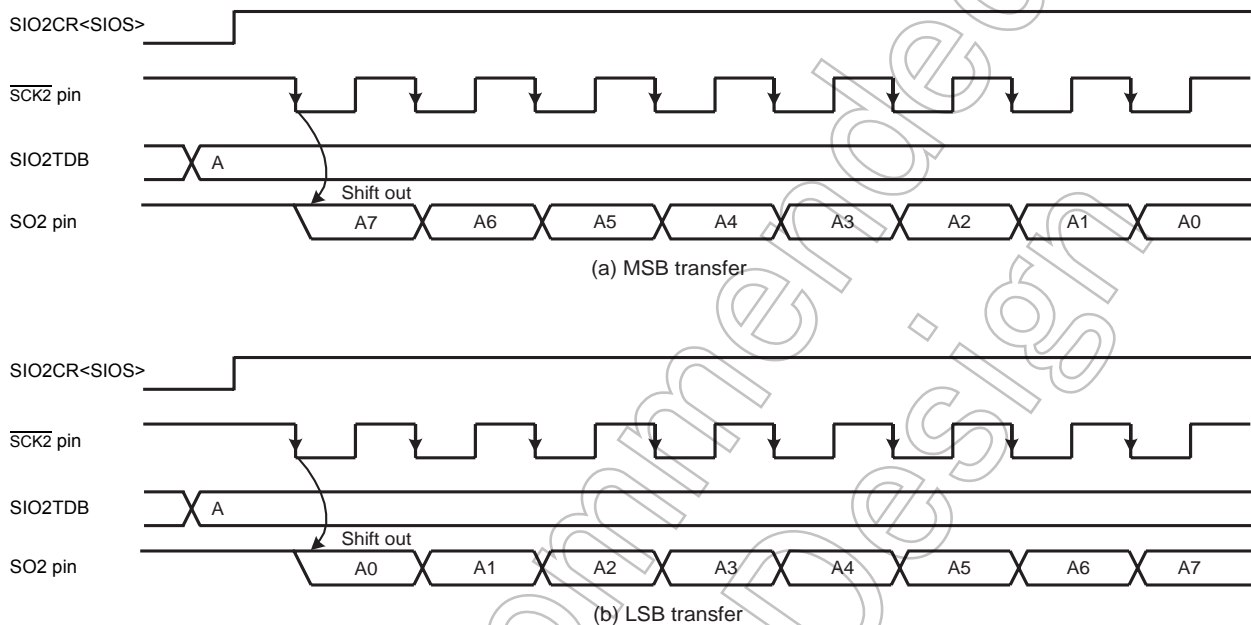 SIO2CR<SIOS>
SCK2 pin
SIO2TDB
A
Shift out
SO2 pin
A7 A6 A5 A4 A3 A2 A1 A0
(a) MSB transfer
SIO2CR<SIOS>
SCK2 pin
SIO2TDB
A
Shift out
SO2 pin
A0 A1 A2 A3 A4 A5 A6 A7
(b) LSB transfer
Design